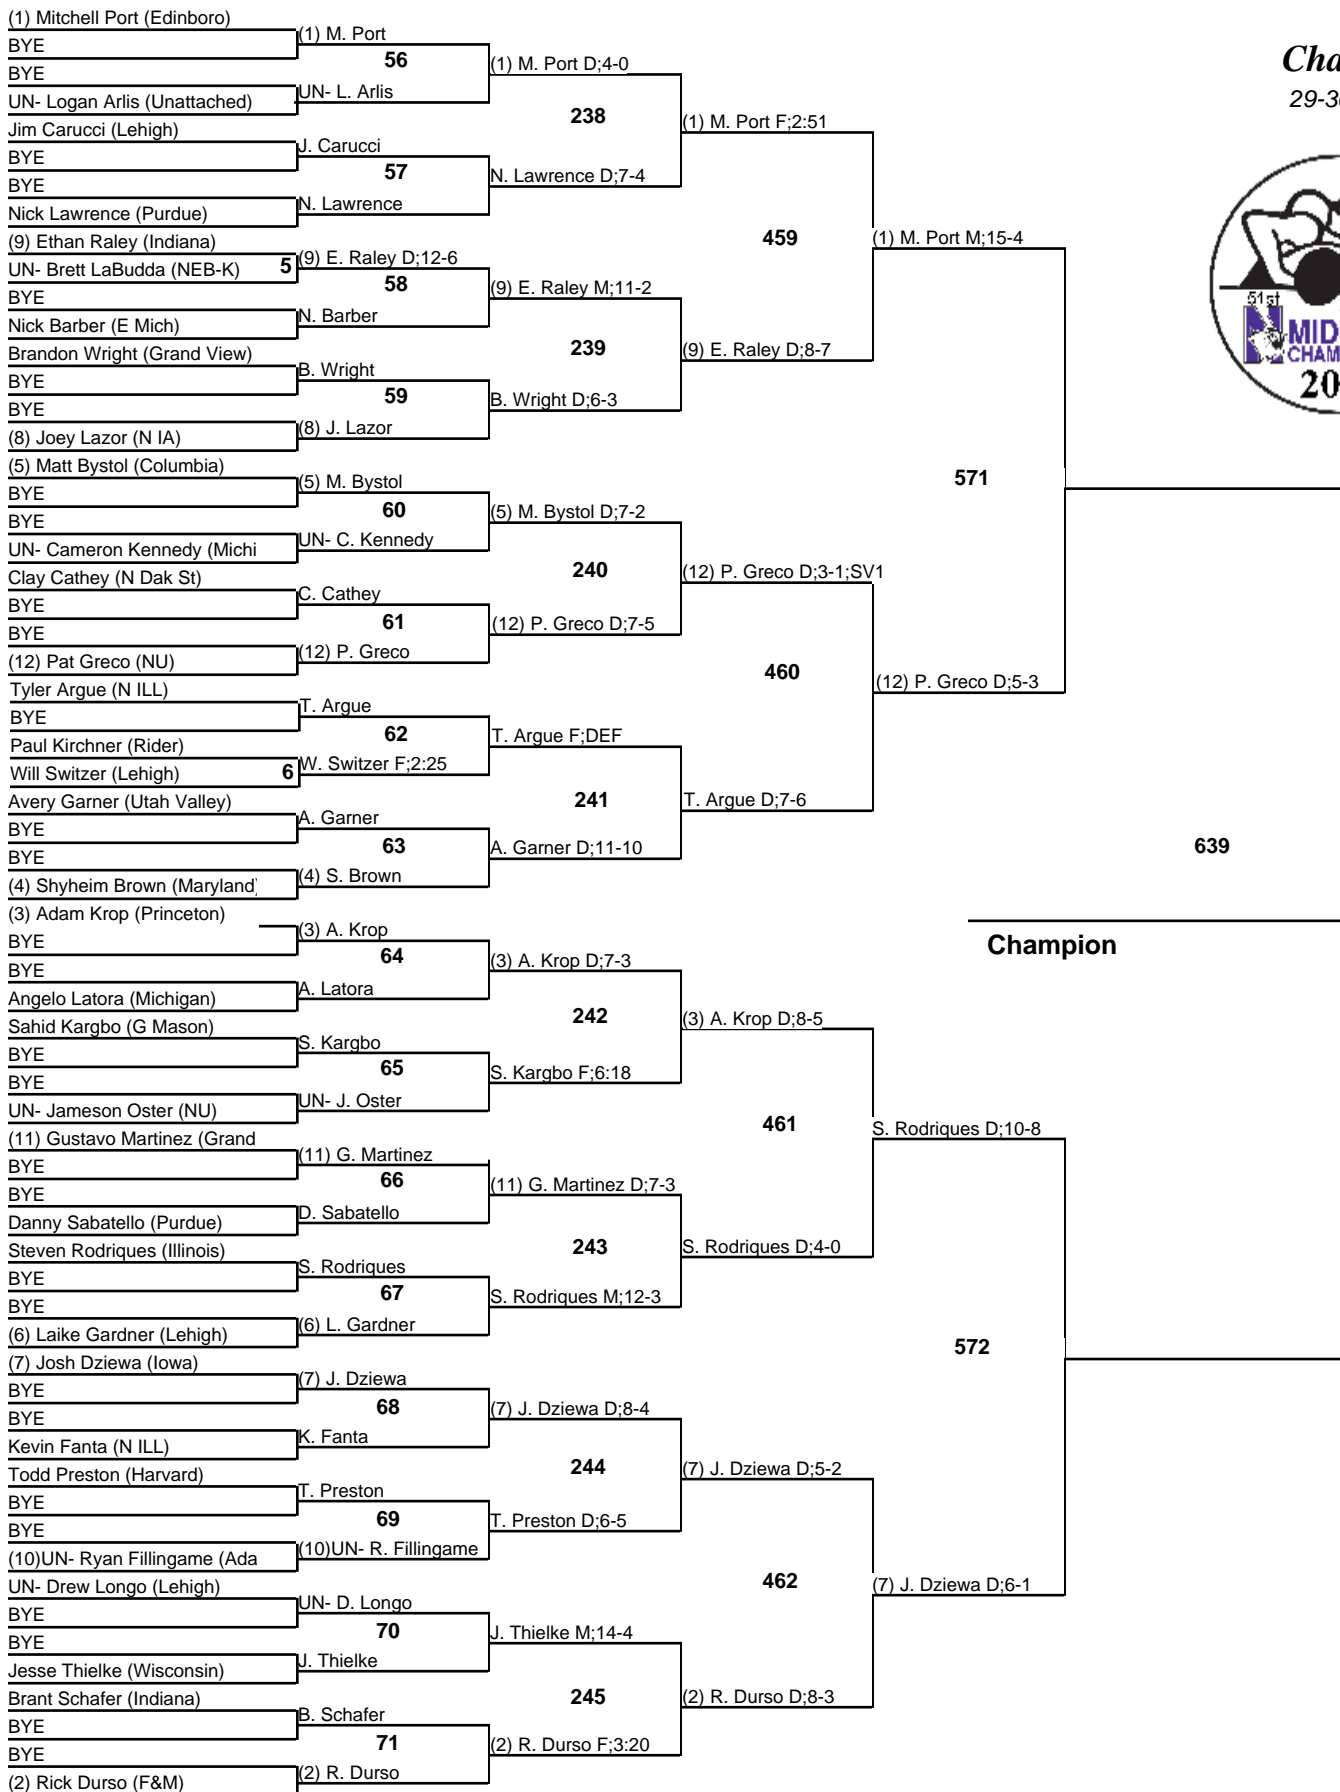 (1) Mitchell Port (Edinboro)
BYE
BYE
UN- Logan Arlis (Unattached)
Jim Carucci (Lehigh)
BYE
BYE
Nick Lawrence (Purdue)
(9) Ethan Raley (Indiana)
UN- Brett LaBudda (NEB-K) 5
BYE
Nick Barber (E Mich)
Brandon Wright (Grand View)
BYE
BYE
(8) Joey Lazor (N IA)
(5) Matt Bystol (Columbia)
BYE
BYE
UN- Cameron Kennedy (Michi
Clay Cathey (N Dak St)
BYE
BYE
(12) Pat Greco (NU)
Tyler Argue (N ILL)
BYE
Paul Kirchner (Rider)
Will Switzer (Lehigh) 6
Avery Garner (Utah Valley)
BYE
BYE
(4) Shyheim Brown (Maryland)
(3) Adam Krop (Princeton)
BYE
BYE
Angelo Latora (Michigan)
Sahid Kargbo (G Mason)
BYE
BYE
UN- Jameson Oster (NU)
(11) Gustavo Martinez (Grand
BYE
BYE
Danny Sabatello (Purdue)
Steven Rodriques (Illinois)
BYE
BYE
(6) Laike Gardner (Lehigh)
(7) Josh Dziewa (Iowa)
BYE
BYE
Kevin Fanta (N ILL)
Todd Preston (Harvard)
BYE
BYE
(10)UN- Ryan Fillingame (Ada
UN- Drew Longo (Lehigh)
BYE
BYE
Jesse Thielke (Wisconsin)
Brant Schafer (Indiana)
BYE
BYE
(2) Rick Durso (F&M)
(1) M. Port
56
UN- L. Arlis
J. Carucci
57
N. Lawrence
(9) E. Raley D;12-6
58
N. Barber
B. Wright
59
(8) J. Lazor
(5) M. Bystol
60
UN- C. Kennedy
C. Cathey
61
(12) P. Greco
T. Argue
62
W. Switzer F;2:25
A. Garner
63
(4) S. Brown
(3) A. Krop
64
A. Latora
S. Kargbo
65
UN- J. Oster
(11) G. Martinez
66
D. Sabatello
S. Rodriques
67
(6) L. Gardner
(7) J. Dziewa
68
K. Fanta
T. Preston
69
(10)UN- R. Fillingame
UN- D. Longo
70
J. Thielke
B. Schafer
71
(2) R. Durso
(1) M. Port D;4-0
238
N. Lawrence D;7-4
(9) E. Raley M;11-2
239
B. Wright D;6-3
(5) M. Bystol D;7-2
240
(12) P. Greco D;7-5
T. Argue F;DEF
241
A. Garner D;11-10
(3) A. Krop D;7-3
242
S. Kargbo F;6:18
(11) G. Martinez D;7-3
243
S. Rodriques M;12-3
(7) J. Dziewa D;8-4
244
T. Preston D;6-5
J. Thielke M;14-4
245
(2) R. Durso F;3:20
(1) M. Port F;2:51
459
(9) E. Raley D;8-7
(12) P. Greco D;3-1;SV1
460
T. Argue D;7-6
(3) A. Krop D;8-5
461
S. Rodriques D;4-0
(7) J. Dziewa D;5-2
462
(2) R. Durso D;8-3
(1) M. Port M;15-4
571
(12) P. Greco D;5-3
S. Rodriques D;10-8
572
(7) J. Dziewa D;6-1
639
Champion
Cha
29-3
51st
N MID
CHAM
20